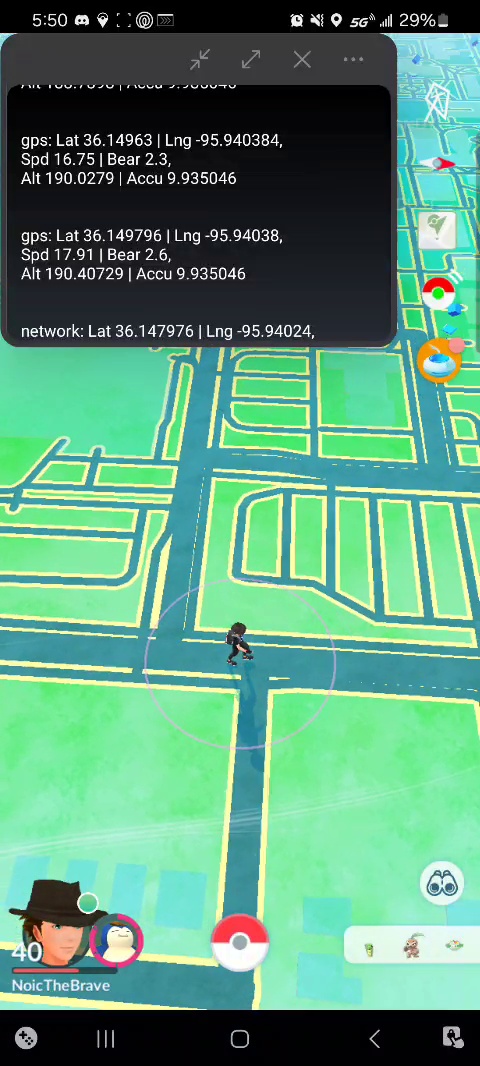 5:50
5G
29%
gps: Lat 36.14963 | Lng -95.940384,
Spd 16.75 | Bear 2.3,
Alt 190.0279 | Accu 9.935046
gps: Lat 36.149796 | Lng -95.94038,
Spd 17.91 | Bear 2.6,
Alt 190.40729 | Accu 9.935046
network: Lat 36.147976 | Lng -95.94024,
40
NoicTheBrave